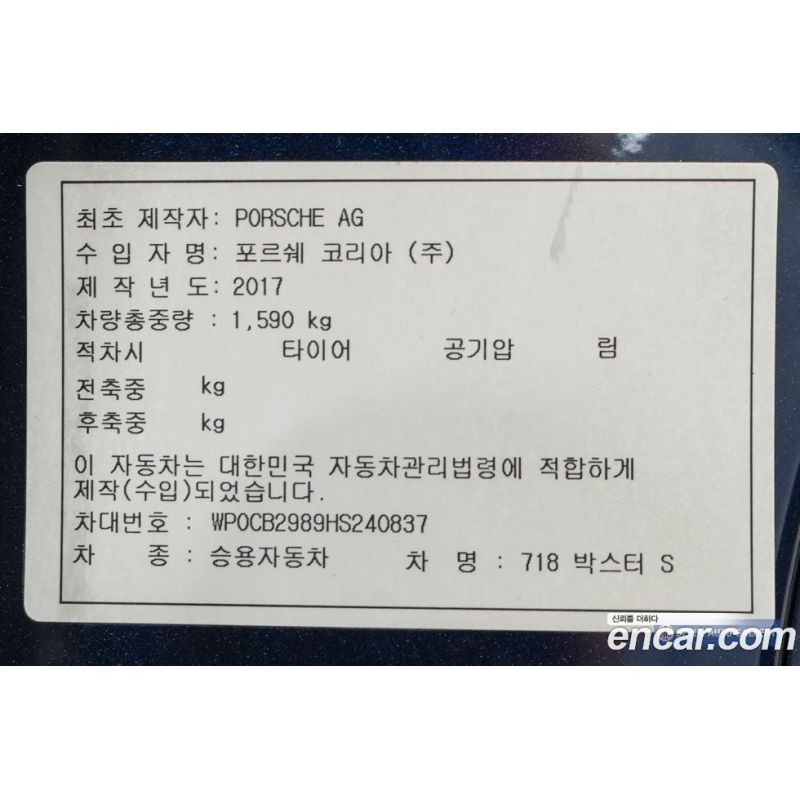 최초 제작자: PORSCHE AG
수 입 자 명: 포르쉐 코리아 (주)
제 작 년 도: 2017
차량총중량 : 1,590 kg
적차시 타이어 공기압 림
전축중 kg
후축중 kg
이 자동차는 대한민국 자동차관리법령에 적합하게
제작(수입)되었습니다.
차대번호 : WP0CB2989HS240837
차 종 : 승용자동차 차 명 : 718 박스터 S
신뢰를 더하다
encar.com